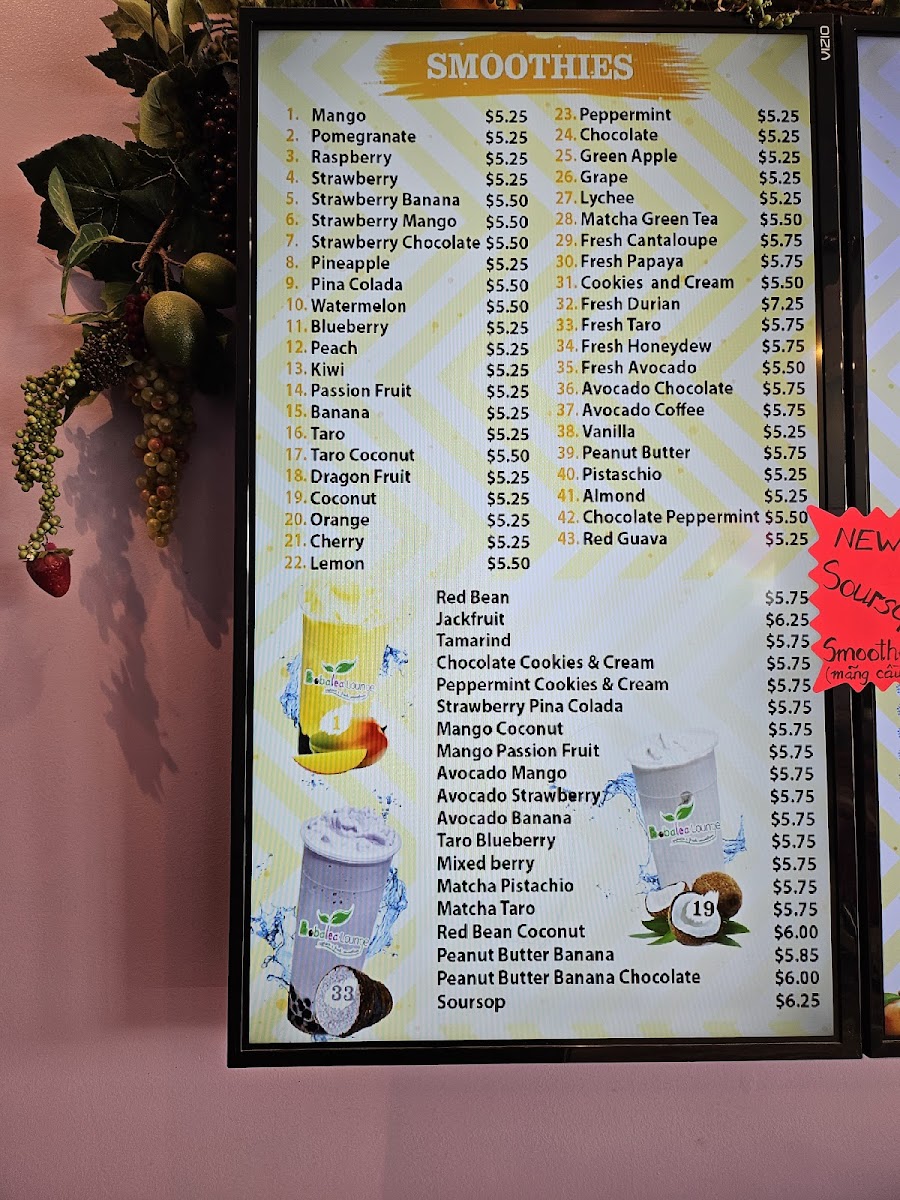 VIZIO
SMOOTHIES
1. Mango $5.25
2. Pomegranate $5.25
3. Raspberry $5.25
4. Strawberry $5.25
5. Strawberry Banana $5.50
6. Strawberry Mango $5.50
7. Strawberry Chocolate $5.50
8. Pineapple $5.25
9. Pina Colada $5.50
10. Watermelon $5.50
11. Blueberry $5.25
12. Peach $5.25
13. Kiwi $5.25
14. Passion Fruit $5.25
15. Banana $5.25
16. Taro $5.25
17. Taro Coconut $5.50
18. Dragon Fruit $5.25
19. Coconut $5.25
20. Orange $5.25
21. Cherry $5.25
22. Lemon $5.50
23. Peppermint $5.25
24. Chocolate $5.25
25. Green Apple $5.25
26. Grape $5.25
27. Lychee $5.25
28. Matcha Green Tea $5.50
29. Fresh Cantaloupe $5.75
30. Fresh Papaya $5.75
31. Cookies and Cream $5.50
32. Fresh Durian $7.25
33. Fresh Taro $5.75
34. Fresh Honeydew $5.75
35. Fresh Avocado $5.50
36. Avocado Chocolate $5.75
37. Avocado Coffee $5.75
38. Vanilla $5.25
39. Peanut Butter $5.75
40. Pistaschio $5.25
41. Almond $5.25
42. Chocolate Peppermint $5.50
43. Red Guava $5.25
Red Bean $5.75
Jackfruit $6.25
Tamarind $5.75
Chocolate Cookies & Cream $5.75
Peppermint Cookies & Cream $5.75
Strawberry Pina Colada $5.75
Mango Coconut $5.75
Mango Passion Fruit $5.75
Avocado Mango $5.75
Avocado Strawberry $5.75
Avocado Banana $5.75
Taro Blueberry $5.75
Mixed berry $5.75
Matcha Pistachio $5.75
Matcha Taro $5.75
Red Bean Coconut $6.00
Peanut Butter Banana $5.85
Peanut Butter Banana Chocolate $6.00
Soursop $6.25
Bobalea Lounge
1
Bobalea Lounge
19
Bobalea Lounge
33
NEW
Sourso
Smooth
(mãng cầu